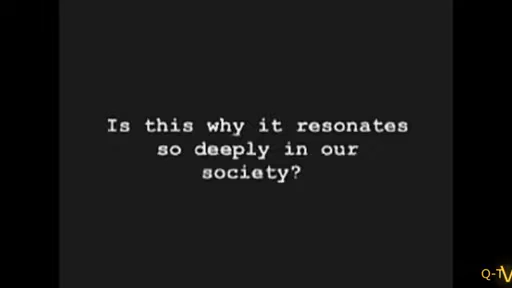 Is this why it resonates
so deeply in our
society?
Q-TV